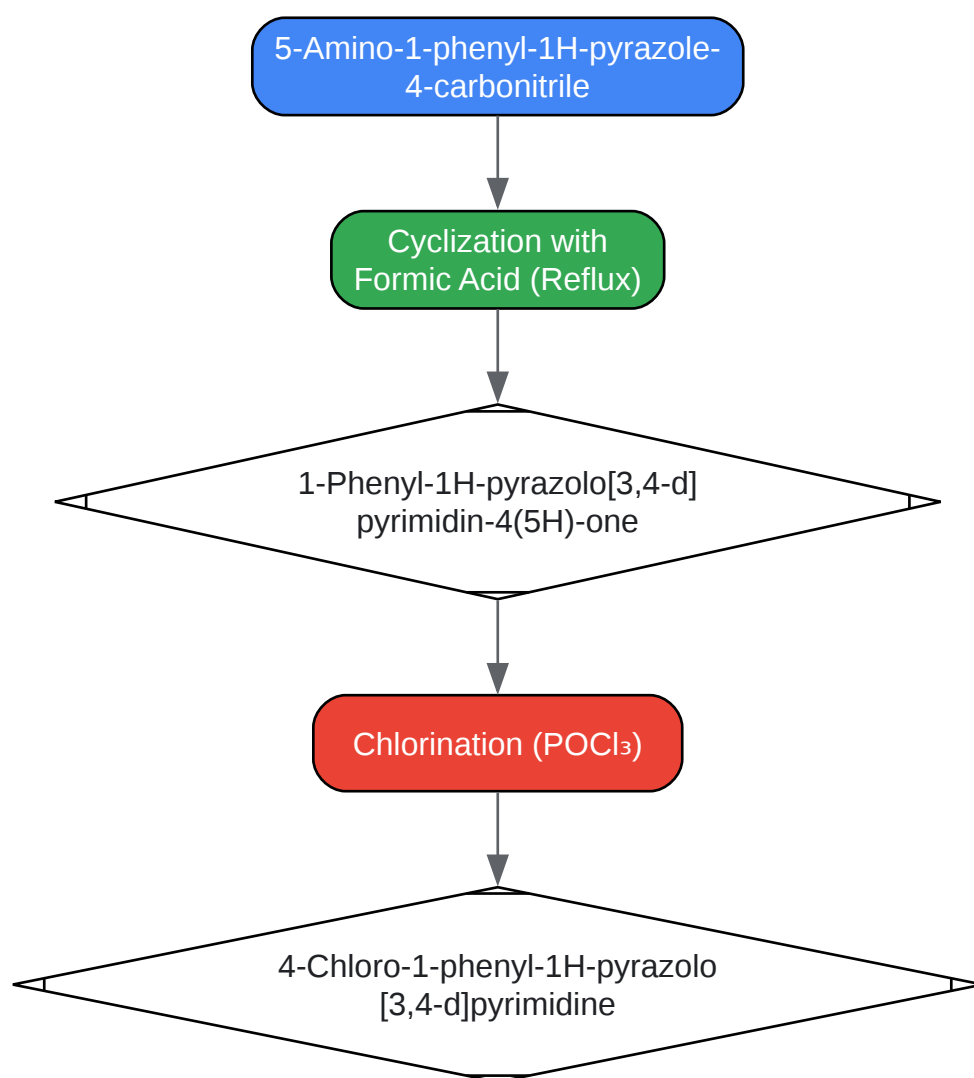 5-Amino-1-phenyl-1H-pyrazole-
4-carbonitrile
Cyclization with
Formic Acid (Reflux)
1-Phenyl-1H-pyrazolo[3,4-d]
pyrimidin-4(5H)-one
Chlorination (POCl₃)
4-Chloro-1-phenyl-1H-pyrazolo
[3,4-d]pyrimidine